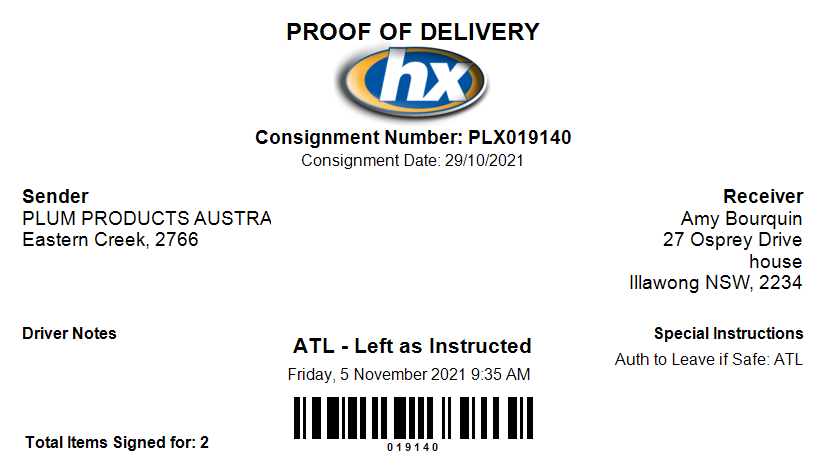 PROOF OF DELIVERY
hx
Consignment Number: PLX019140
Consignment Date: 29/10/2021
Sender
PLUM PRODUCTS AUSTRA
Eastern Creek, 2766
Receiver
Amy Bourquin
27 Osprey Drive
house
Illawong NSW, 2234
Driver Notes
ATL - Left as Instructed
Friday, 5 November 2021 9:35 AM
Special Instructions
Auth to Leave if Safe: ATL
019140
Total Items Signed for: 2